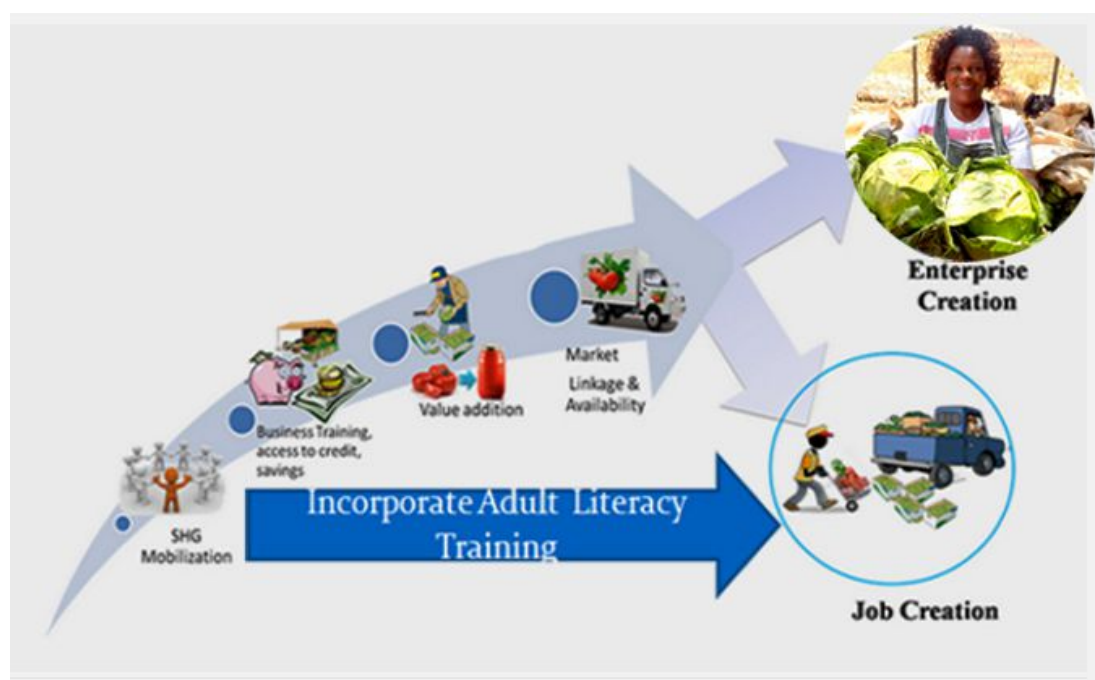 SHG
Mobilization
Business Training,
access to credit,
savings
Value addition
Market
Linkage &
Availability
Incorporate Adult Literacy
Training
Enterprise
Creation
Job Creation